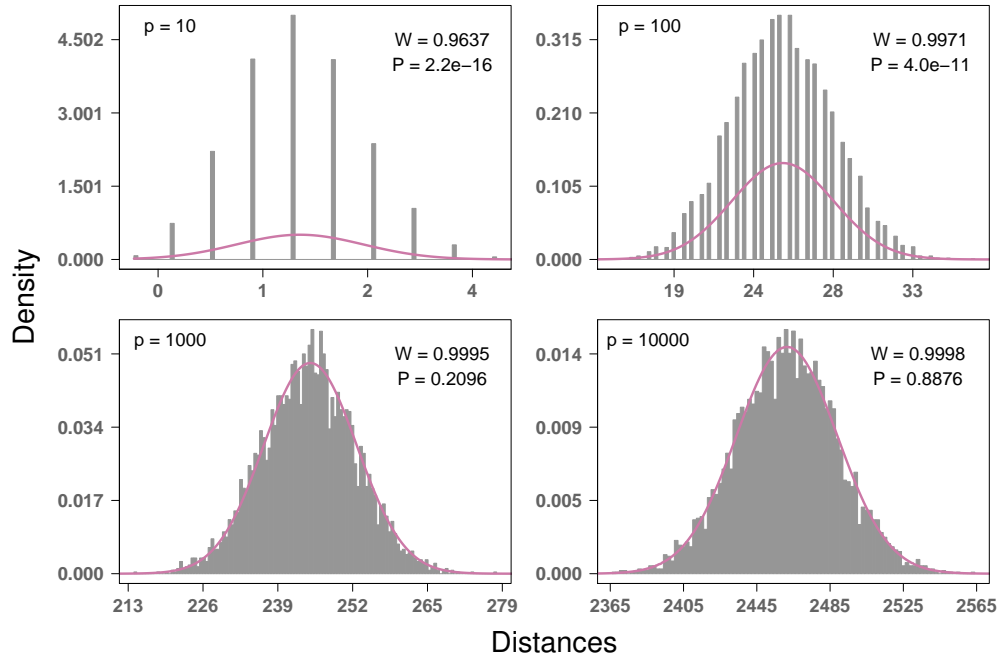 p = 10
W = 0.9637
P = 2.2e−16
4.502
3.001
1.501
0.000
0 1 2 4
p = 100
W = 0.9971
P = 4.0e−11
0.315
0.210
0.105
0.000
19 24 28 33
p = 1000
W = 0.9995
P = 0.2096
0.051
0.034
0.017
0.000
213 226 239 252 265 279
p = 10000
W = 0.9998
P = 0.8876
0.014
0.009
0.005
0.000
2365 2405 2445 2485 2525 2565
Density
Distances